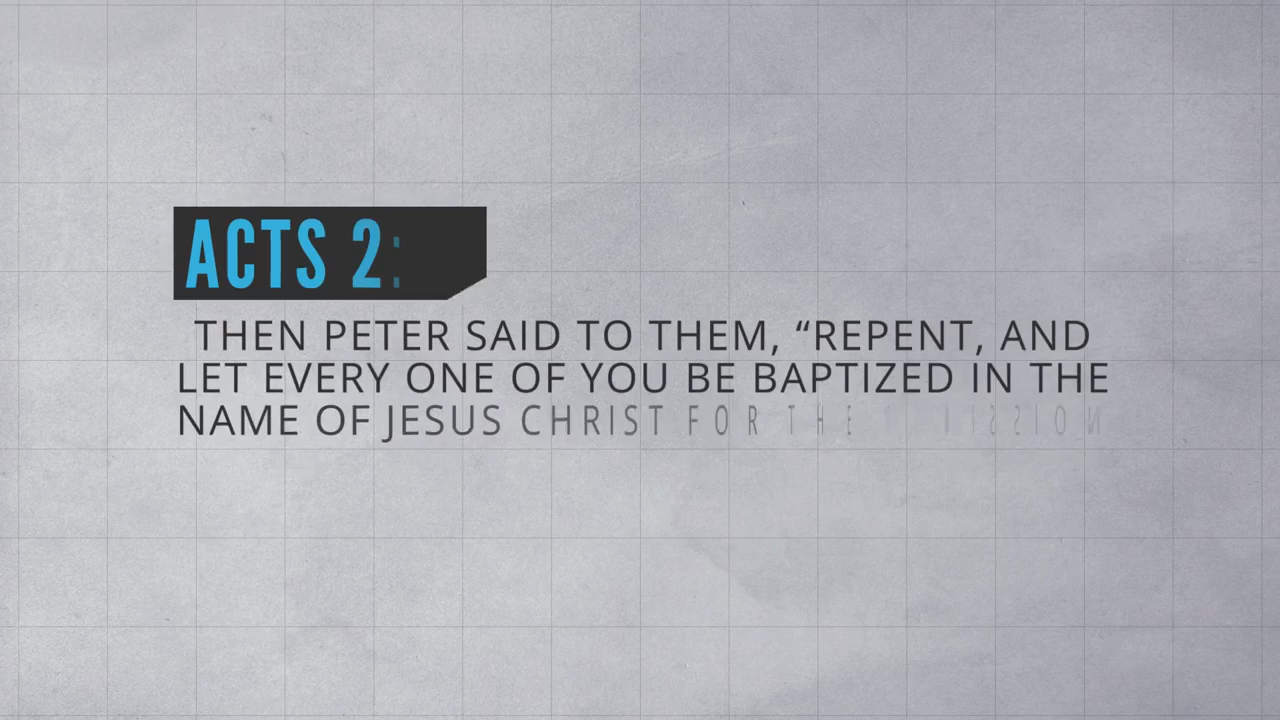 ACTS 2:
THEN PETER SAID TO THEM, “REPENT, AND
LET EVERY ONE OF YOU BE BAPTIZED IN THE
NAME OF JESUS CHRIST FOR THE